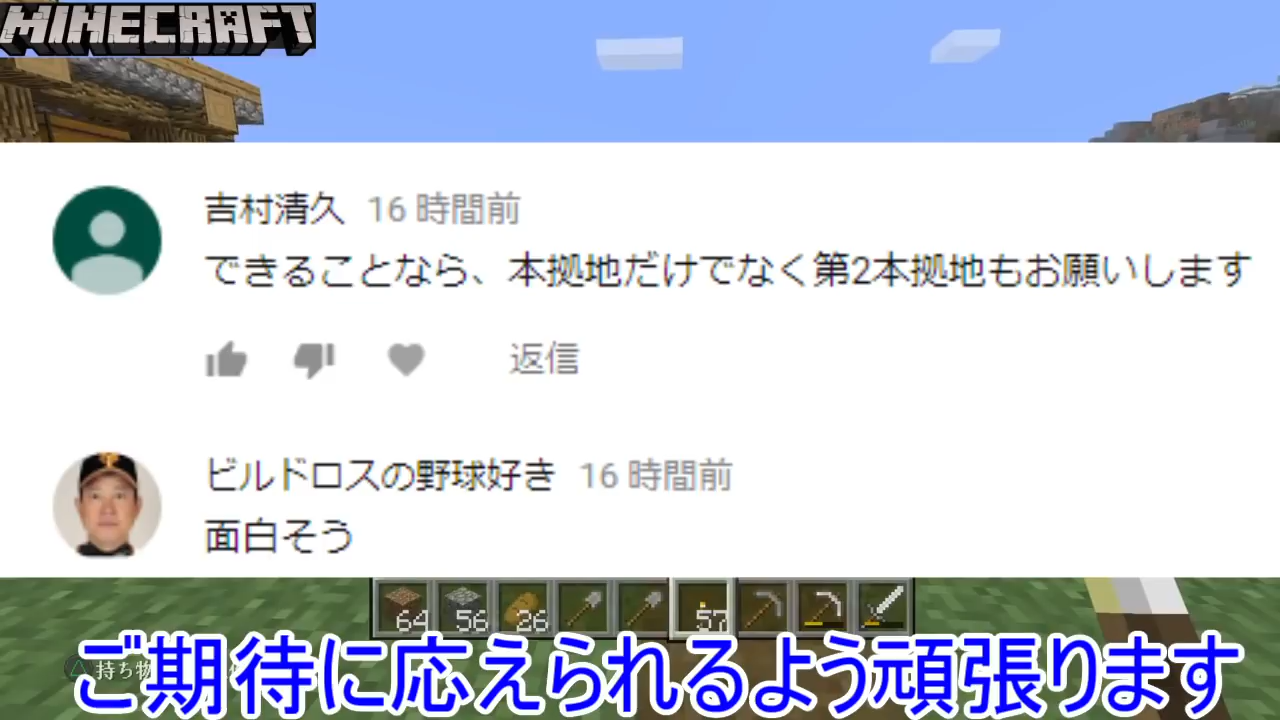 MINECRAFT
吉村清久 16 時間前
できることなら、本拠地だけでなく第2本拠地もお願いします
返信
ビルドロスの野球好き 16 時間前
面白そう
64 56 26 57
持ち物
ご期待に応えられるよう頑張ります